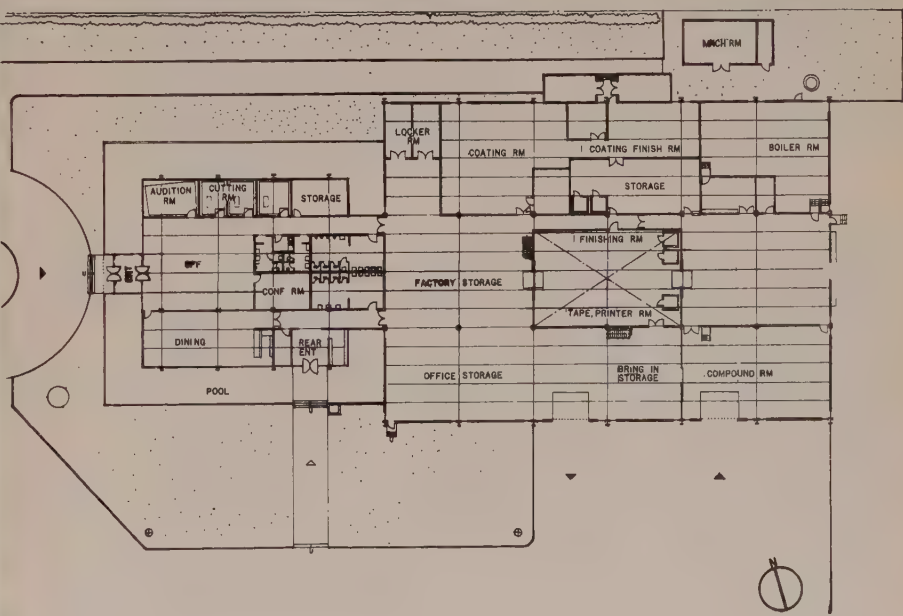 MACH RM
LOCKER
RM
COATING RM
COATING FINISH RM
BOILER RM
STORAGE
AUDITION
RM
CUTTING
RM
STORAGE
FINISHING RM
ENT
OFF
CONF RM
FACTORY STORAGE
TAPE, PRINTER RM
DINING
REAR
ENT
OFFICE STORAGE
BRING IN
STORAGE
COMPOUND RM
POOL
N